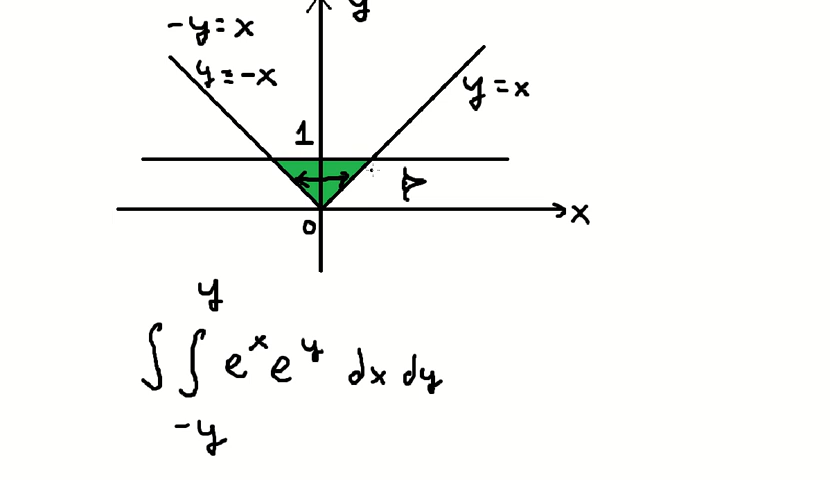 y
-y=x
y=-x
y=x
1
A
x
0
y
∫∫ e^x e^y dx dy
-y